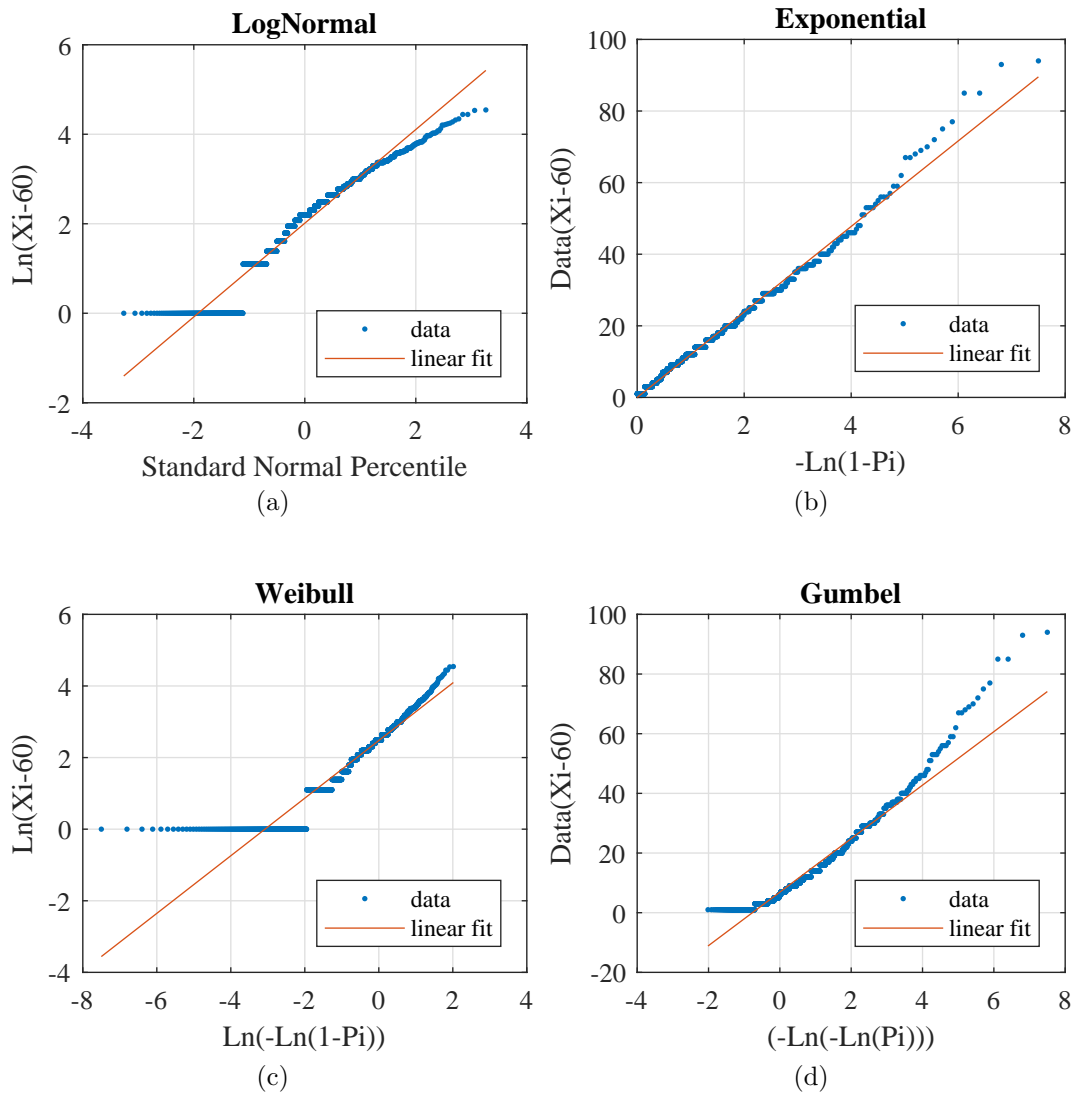 LogNormal
6
4
2
0
-2
Ln(Xi-60)
data
linear fit
-4 -2 0 2 4
Standard Normal Percentile
(a)
Exponential
100
80
60
40
20
0
Data(Xi-60)
data
linear fit
0 2 4 6 8
-Ln(1-Pi)
(b)
Weibull
6
4
2
0
-2
-4
Ln(Xi-60)
data
linear fit
-8 -6 -4 -2 0 2 4
Ln(-Ln(1-Pi))
(c)
Gumbel
100
80
60
40
20
0
-20
Data(Xi-60)
data
linear fit
-4 -2 0 2 4 6 8
(-Ln(-Ln(Pi)))
(d)